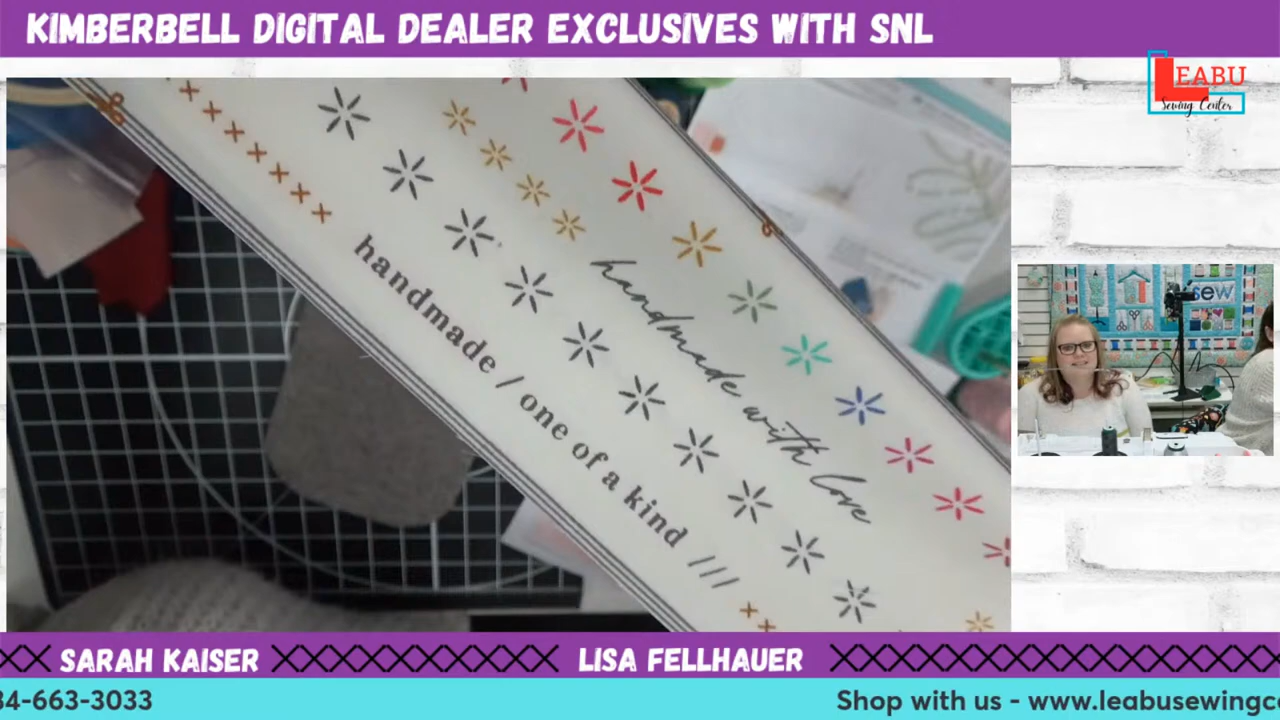 KIMBERBELL DIGITAL DEALER EXCLUSIVES WITH SNL
LEABU
Sewing Center
sew
handmade with love
handmade / one of a kind ///
SARAH KAISER
LISA FELLHAUER
34-663-3033
Shop with us - www.leabusewingce